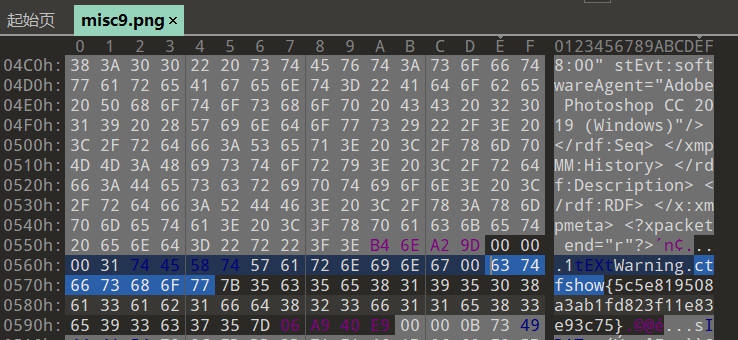 起始页 misc9.png ×
0 1 2 3 4 5 6 7 8 9 A B C D E F 0123456789ABCDEF
04C0h: 38 3A 30 30 22 20 73 74 45 76 74 3A 73 6F 66 74 8:00" stEvt:soft
04D0h: 77 61 72 65 41 67 65 6E 74 3D 22 41 64 6F 62 65 wareAgent="Adobe
04E0h: 20 50 68 6F 74 6F 73 68 6F 70 20 43 43 20 32 30 Photoshop CC 20
04F0h: 31 39 20 28 57 69 6E 64 6F 77 73 29 22 2F 3E 20 19 (Windows)"/>
0500h: 3C 2F 72 64 66 3A 53 65 71 3E 20 3C 2F 78 6D 70 </rdf:Seq> </xmp
0510h: 4D 4D 3A 48 69 73 74 6F 72 79 3E 20 3C 2F 72 64 MM:History> </rd
0520h: 66 3A 44 65 73 63 72 69 70 74 69 6F 6E 3E 20 3C f:Description> <
0530h: 2F 72 64 66 3A 52 44 46 3E 20 3C 2F 78 3A 78 6D /rdf:RDF> </x:xm
0540h: 70 6D 65 74 61 3E 20 3C 3F 78 70 61 63 6B 65 74 pmeta> <?xpacket
0550h: 20 65 6E 64 3D 22 72 22 3F 3E B4 6E A2 9D 00 00 end="r"?>´n¢...
0560h: 00 31 74 45 58 74 57 61 72 6E 69 6E 67 00 63 74 .1tEXtWarning.ct
0570h: 66 73 68 6F 77 7B 35 63 35 65 38 31 39 35 30 38 fshow{5c5e819508
0580h: 61 33 61 62 31 66 64 38 32 33 66 31 31 65 38 33 a3ab1fd823f11e83
0590h: 65 39 33 63 37 35 7D 06 A9 40 E9 00 00 0B 73 49 e93c75}.©@é...sI